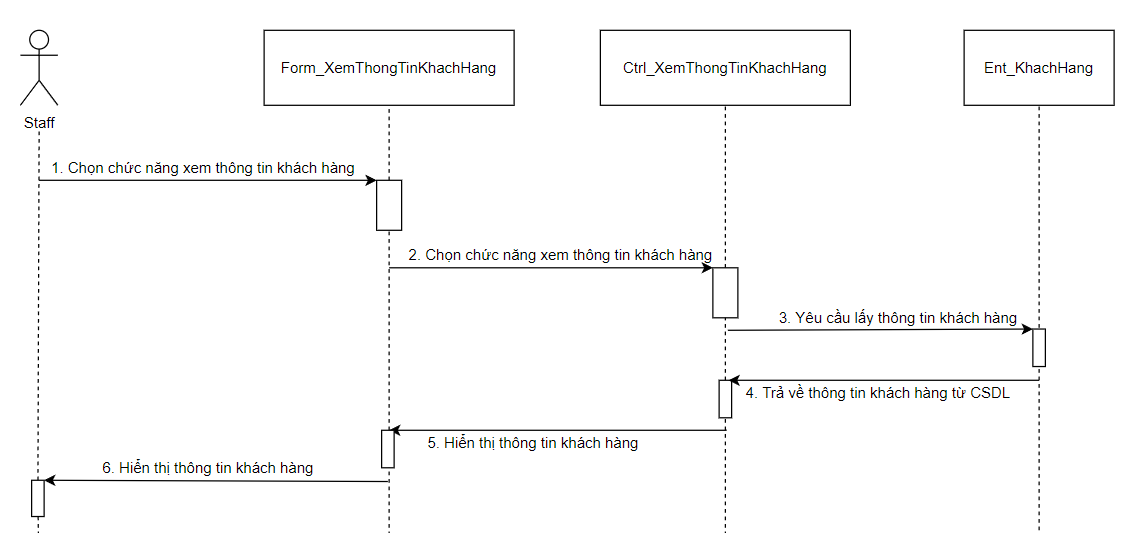 Form_XemThongTinKhachHang
Ctrl_XemThongTinKhachHang
Ent_KhachHang
Staff
1. Chọn chức năng xem thông tin khách hàng
2. Chọn chức năng xem thông tin khách hàng
3. Yêu cầu lấy thông tin khách hàng
4. Trả về thông tin khách hàng từ CSDL
5. Hiển thị thông tin khách hàng
6. Hiển thị thông tin khách hàng